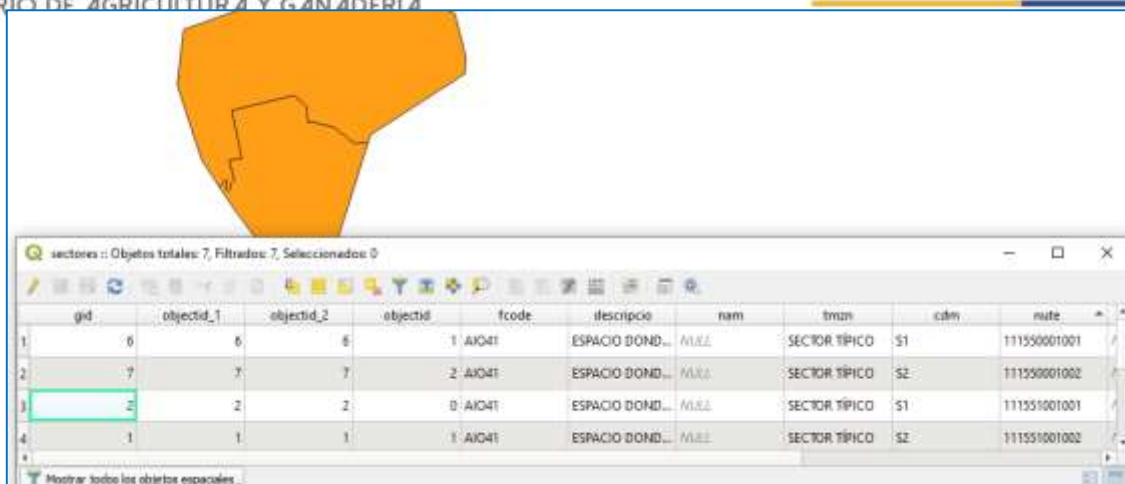 RIO DE AGRICULTURA Y GANADERÍA
sectores :: Objetos totales: 7, Filtrados: 7, Seleccionados: 0
gid objectid_1 objectid_2 objectid fcode descripcio nam tmzn cdm nute
1 6 6 6 1 AIO41 ESPACIO DOND... NULL SECTOR TÍPICO S1 111550001001
2 7 7 7 2 AIO41 ESPACIO DOND... NULL SECTOR TÍPICO S2 111550001002
3 2 2 2 0 AIO41 ESPACIO DOND... NULL SECTOR TÍPICO S1 111551001001
4 1 1 1 1 AIO41 ESPACIO DOND... NULL SECTOR TÍPICO S2 111551001002
Mostrar todos los objetos espaciales